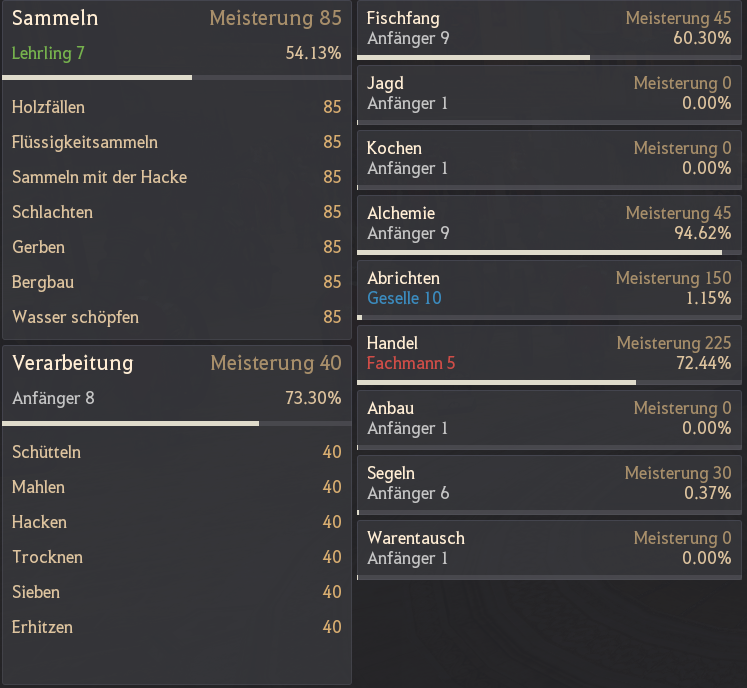 Sammeln Meisterung 85
Lehrling 7 54.13%
Holzfällen 85
Flüssigkeitsammeln 85
Sammeln mit der Hacke 85
Schlachten 85
Gerben 85
Bergbau 85
Wasser schöpfen 85
Verarbeitung Meisterung 40
Anfänger 8 73.30%
Schütteln 40
Mahlen 40
Hacken 40
Trocknen 40
Sieben 40
Erhitzen 40
Fischfang Meisterung 45
Anfänger 9 60.30%
Jagd Meisterung 0
Anfänger 1 0.00%
Kochen Meisterung 0
Anfänger 1 0.00%
Alchemie Meisterung 45
Anfänger 9 94.62%
Abrichten Meisterung 150
Geselle 10 1.15%
Handel Meisterung 225
Fachmann 5 72.44%
Anbau Meisterung 0
Anfänger 1 0.00%
Segeln Meisterung 30
Anfänger 6 0.37%
Warentausch Meisterung 0
Anfänger 1 0.00%